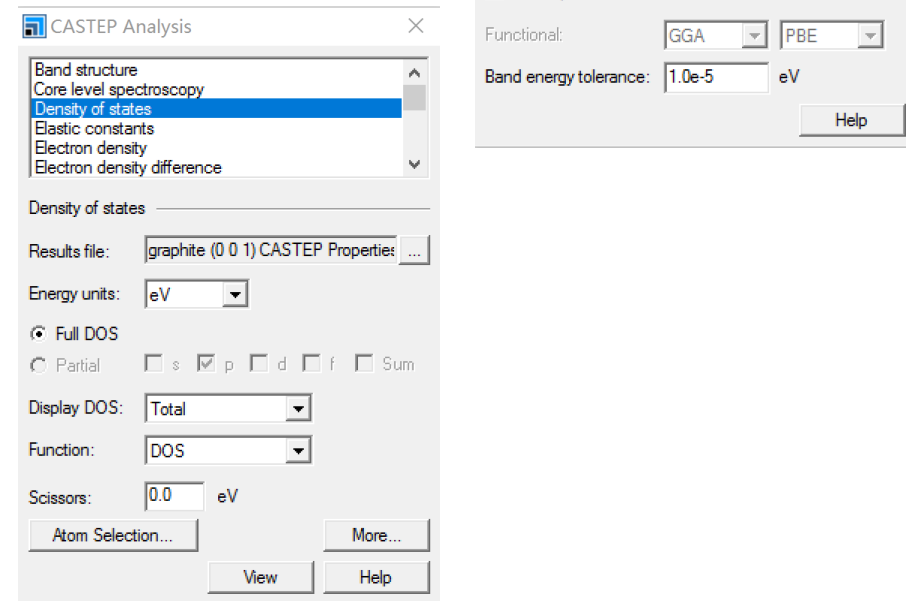 CASTEP Analysis
Band structure
Core level spectroscopy
Density of states
Elastic constants
Electron density
Electron density difference
Density of states
Results file: graphite (0 0 1) CASTEP Properties ...
Energy units: eV
Full DOS
Partial s p d f Sum
Display DOS: Total
Function: DOS
Scissors: 0.0 eV
Atom Selection... More...
View Help
Functional: GGA PBE
Band energy tolerance: 1.0e-5 eV
Help